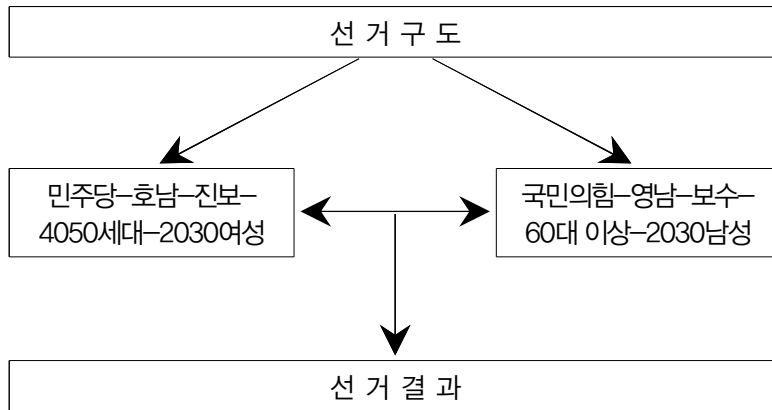 선 거 구 도
민주당–호남–진보–
4050세대–2030여성
국민의힘–영남–보수–
60대 이상–2030남성
선 거 결 과